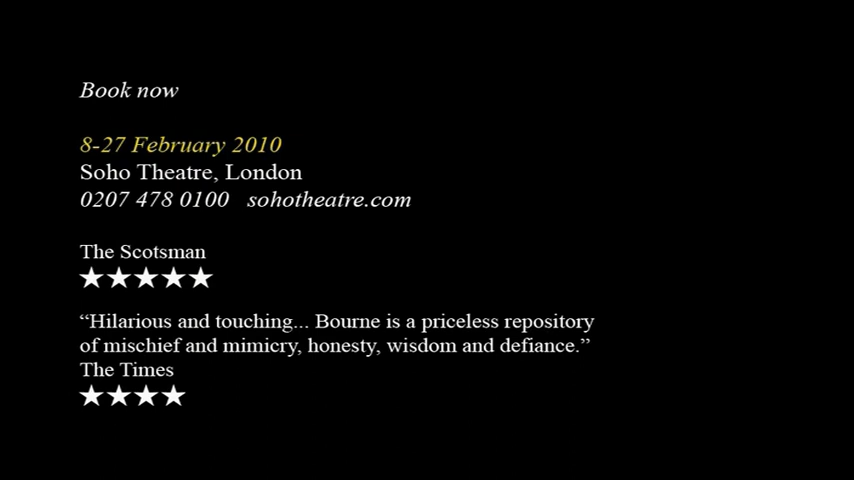 Book now
8-27 February 2010
Soho Theatre, London
0207 478 0100 sohotheatre.com
The Scotsman
★★★★★
“Hilarious and touching... Bourne is a priceless repository
of mischief and mimicry, honesty, wisdom and defiance.”
The Times
★★★★